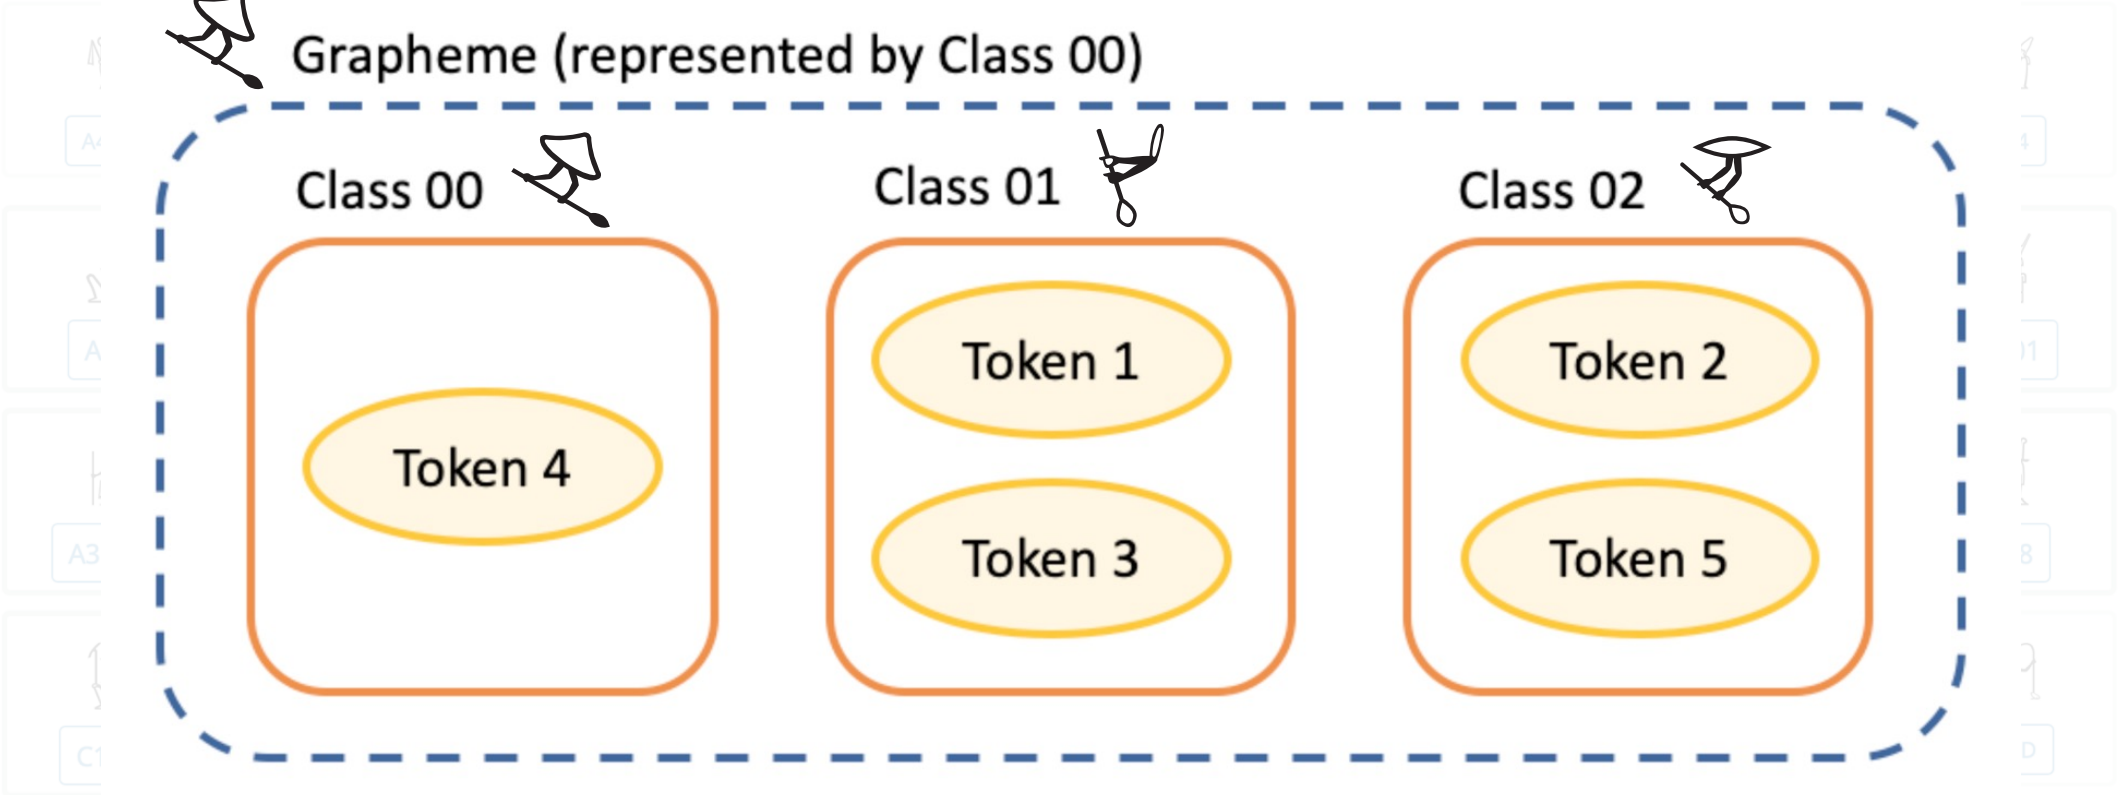 Grapheme (represented by Class 00)
Class 00
Class 01
Class 02
Token 4
Token 1
Token 3
Token 2
Token 5